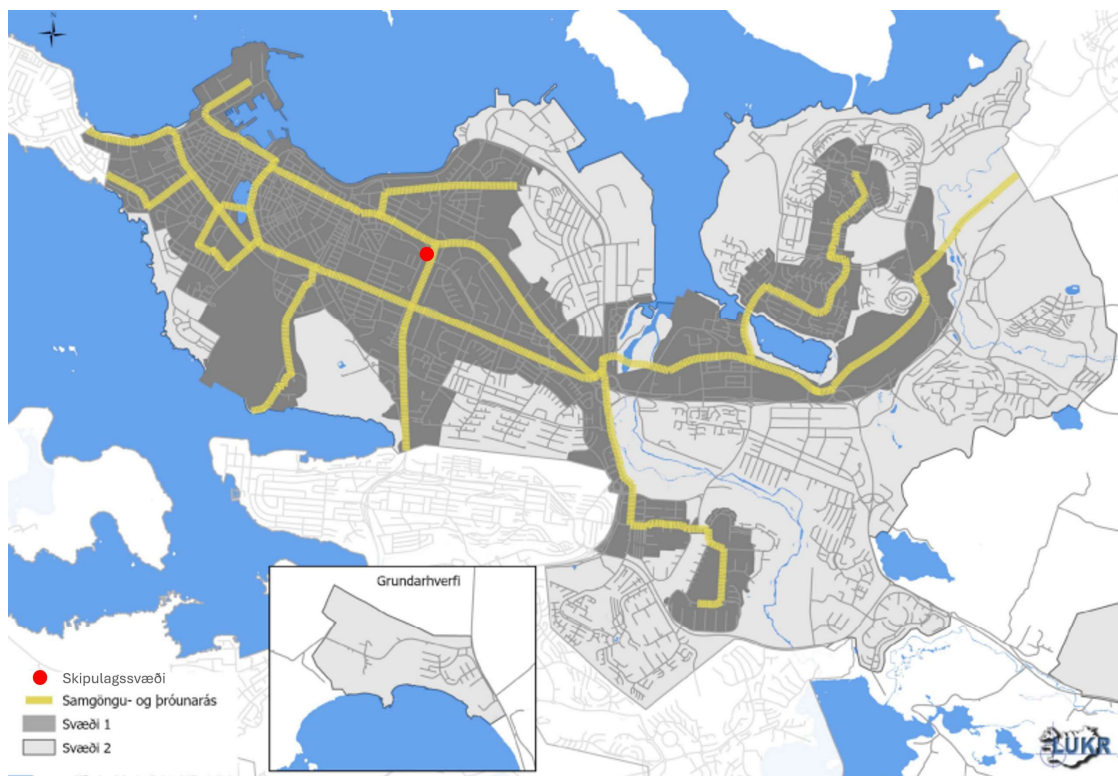 N
Grundarhverfi
Skipulagssvæði
Samgöngu- og þróunarás
Svæði 1
Svæði 2
LUKR